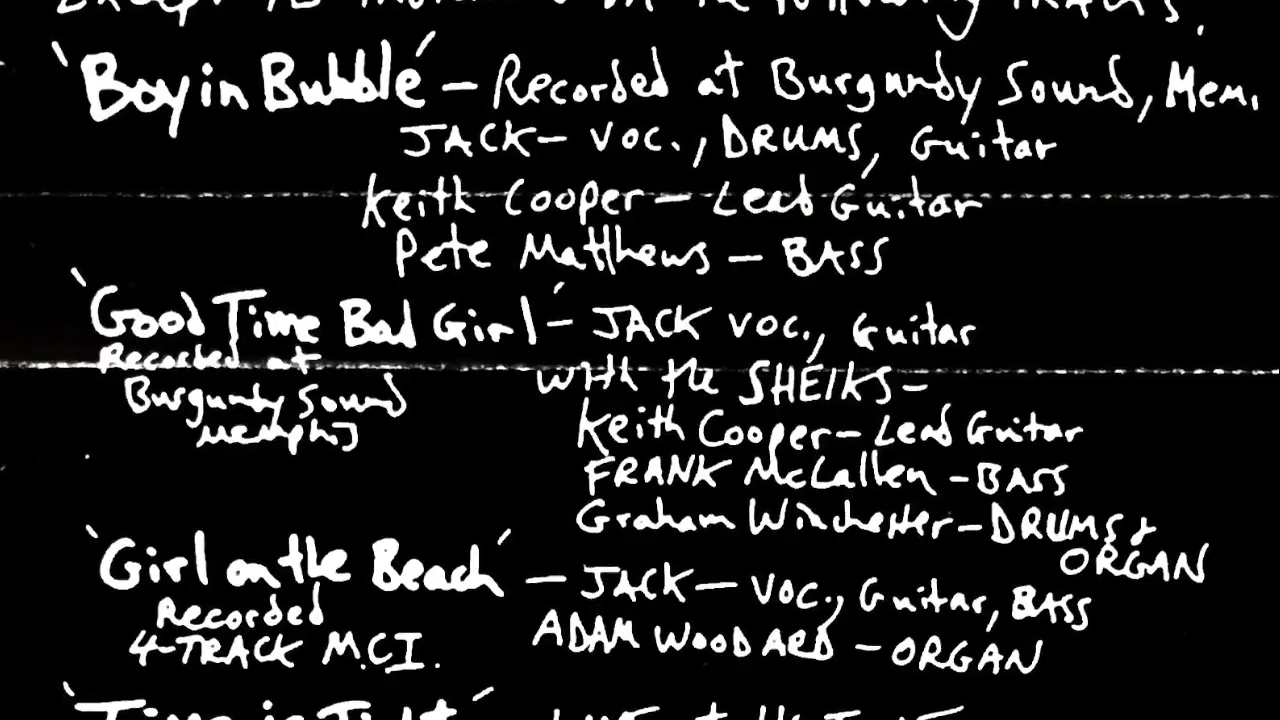 Except
following TRACKS.
'Boy in Bubble' – Recorded at Burgundy Sound, Mem.
JACK – VOC., DRUMS, Guitar
Keith Cooper – Lead Guitar
Pete Matthews – BASS
'Good Time Bad Girl' – JACK VOC., Guitar
Recorded at
Burgundy Sound
Memphis
with the SHEIKS –
Keith Cooper – Lead Guitar
FRANK McCallen – BASS
Graham Winchester – DRUMS &
ORGAN
'Girl on the Beach' – JACK – VOC., Guitar, BASS
Recorded
4-TRACK M.C.I.
ADAM WOODARD – ORGAN